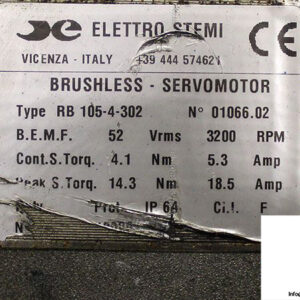 ELETTRO STEMI
VICENZA - ITALY +39 444 574621
CE
BRUSHLESS - SERVOMOTOR
Type RB 105-4-302 N° 01066.02
B.E.M.F. 52 Vrms 3200 RPM
Cont.S.Torq. 4.1 Nm 5.3 Amp
Peak S.Torq. 14.3 Nm 18.5 Amp
Prot. IP 64 Ci.I. F